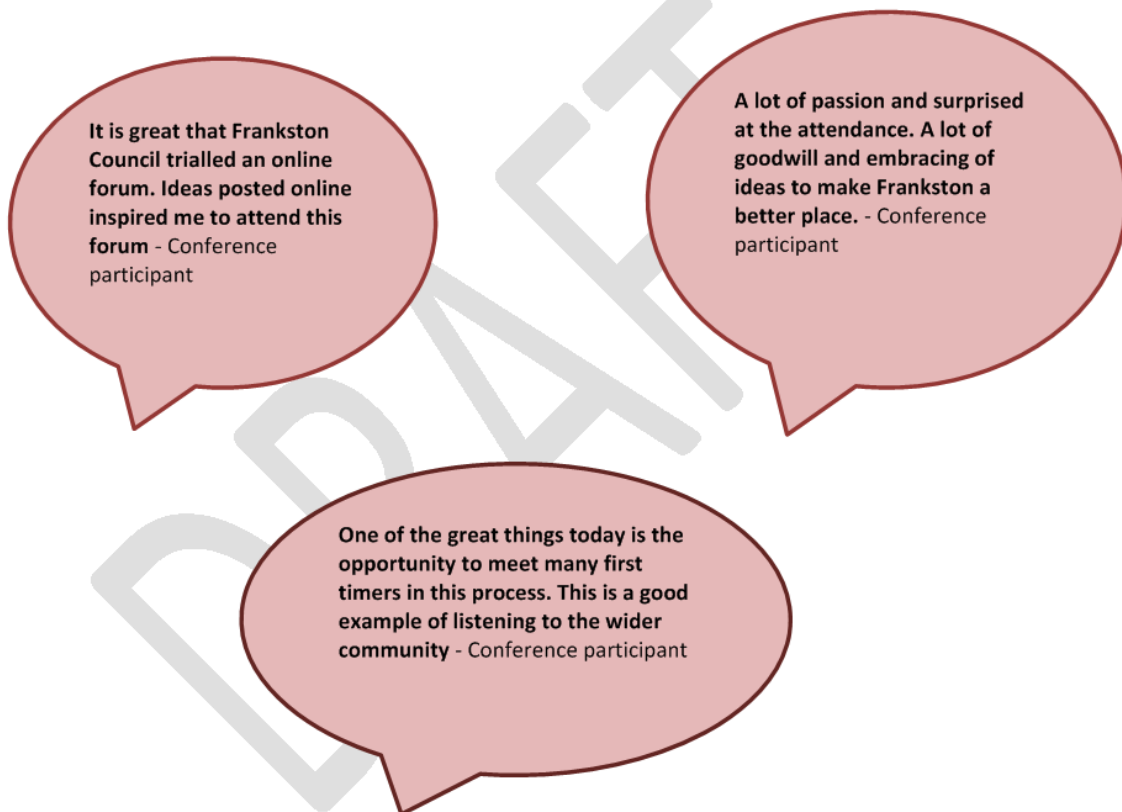 It is great that Frankston
Council trialled an online
forum. Ideas posted online
inspired me to attend this
forum - Conference
participant
A lot of passion and surprised
at the attendance. A lot of
goodwill and embracing of
ideas to make Frankston a
better place. - Conference
participant
One of the great things today is the
opportunity to meet many first
timers in this process. This is a good
example of listening to the wider
community - Conference participant
DRAFT